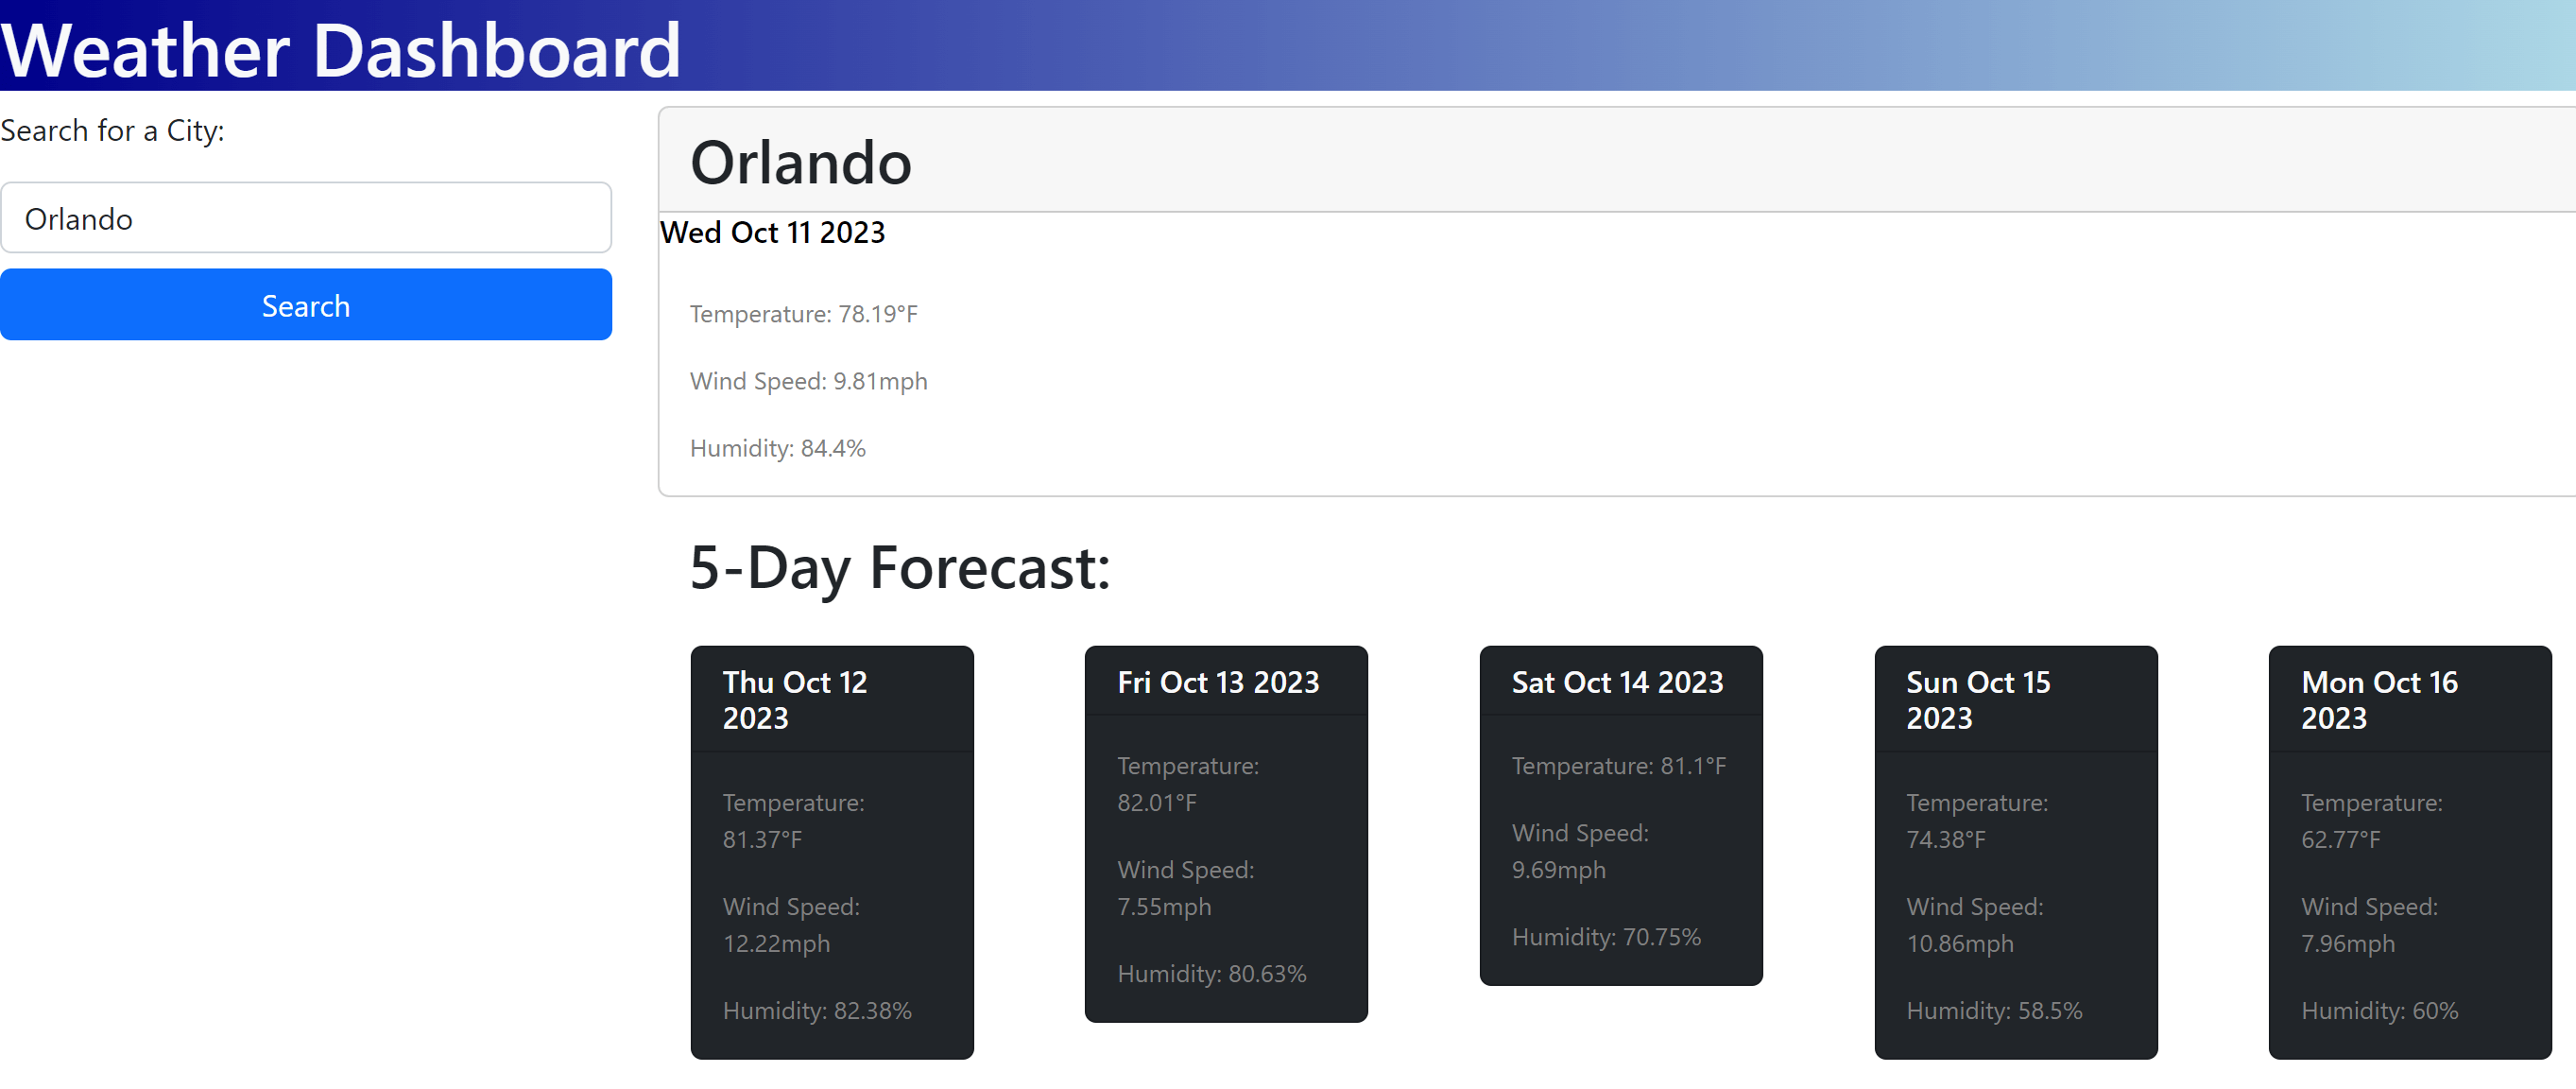 Weather Dashboard
Search for a City:
Orlando
Search
Orlando
Wed Oct 11 2023
Temperature: 78.19°F
Wind Speed: 9.81mph
Humidity: 84.4%
5-Day Forecast:
Thu Oct 12
2023
Temperature:
81.37°F
Wind Speed:
12.22mph
Humidity: 82.38%
Fri Oct 13 2023
Temperature:
82.01°F
Wind Speed:
7.55mph
Humidity: 80.63%
Sat Oct 14 2023
Temperature: 81.1°F
Wind Speed:
9.69mph
Humidity: 70.75%
Sun Oct 15
2023
Temperature:
74.38°F
Wind Speed:
10.86mph
Humidity: 58.5%
Mon Oct 16
2023
Temperature:
62.77°F
Wind Speed:
7.96mph
Humidity: 60%